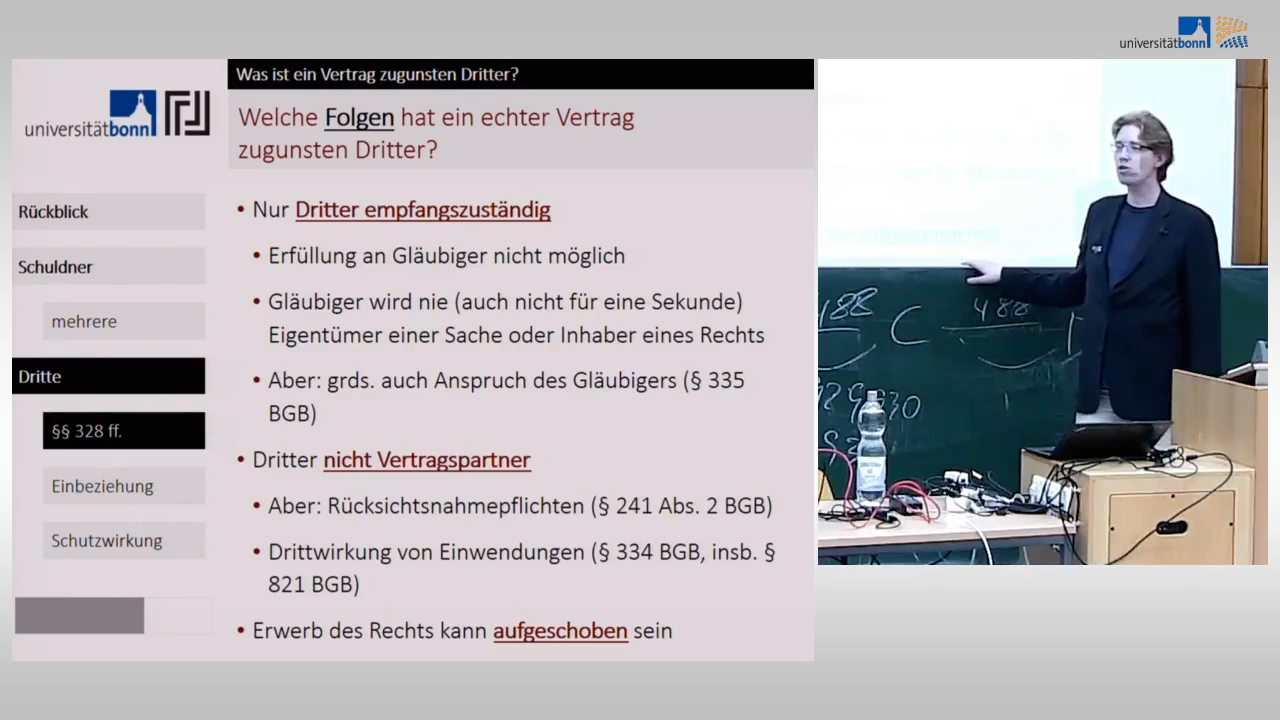 universitätbonn
Was ist ein Vertrag zugunsten Dritter?
universitätbonn
Welche Folgen hat ein echter Vertrag
zugunsten Dritter?
Rückblick
Schuldner
mehrere
Dritte
§§ 328 ff.
Einbeziehung
Schutzwirkung
• Nur Dritter empfangszuständig
• Erfüllung an Gläubiger nicht möglich
• Gläubiger wird nie (auch nicht für eine Sekunde)
Eigentümer einer Sache oder Inhaber eines Rechts
• Aber: grds. auch Anspruch des Gläubigers (§ 335
BGB)
• Dritter nicht Vertragspartner
• Aber: Rücksichtsnahmepflichten (§ 241 Abs. 2 BGB)
• Drittwirkung von Einwendungen (§ 334 BGB, insb. §
821 BGB)
• Erwerb des Rechts kann aufgeschoben sein
488 C 488